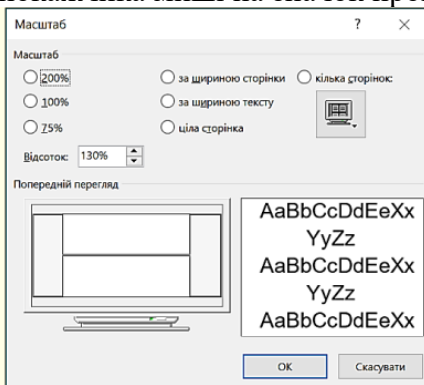 Масштаб
?
Масштаб
200%
за шириною сторінки
кілька сторінок:
100%
за шириною тексту
75%
ціла сторінка
Відсоток: 130%
Попередній перегляд
AaBbCcDdEeXx
YyZz
AaBbCcDdEeXx
YyZz
AaBbCcDdEeXx
ОК
Скасувати